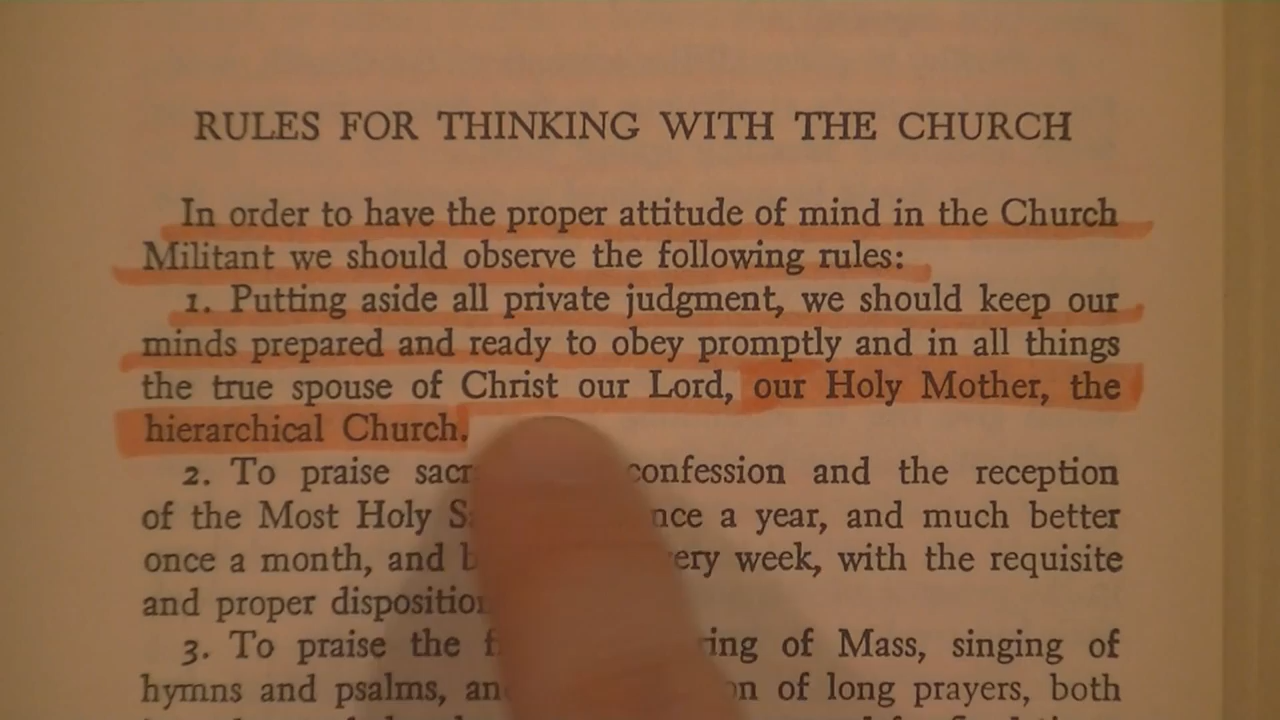 RULES FOR THINKING WITH THE CHURCH
In order to have the proper attitude of mind in the Church
Militant we should observe the following rules:
1. Putting aside all private judgment, we should keep our
minds prepared and ready to obey promptly and in all things
the true spouse of Christ our Lord, our Holy Mother, the
hierarchical Church.
2. To praise confession and the reception
of the Most Holy a year, and much better
once a month, and week, with the requisite
and proper
3. To praise the of Mass, singing of
hymns and psalms, of long prayers, both